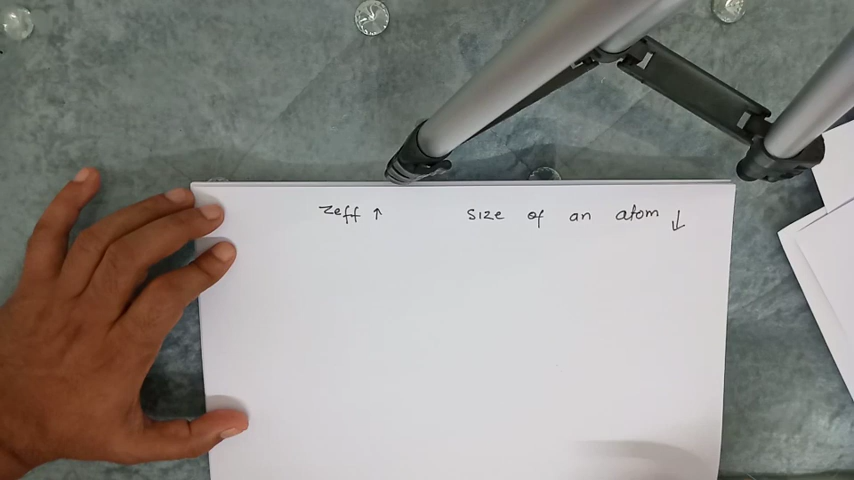 Zeff ↑ size of an atom ↓